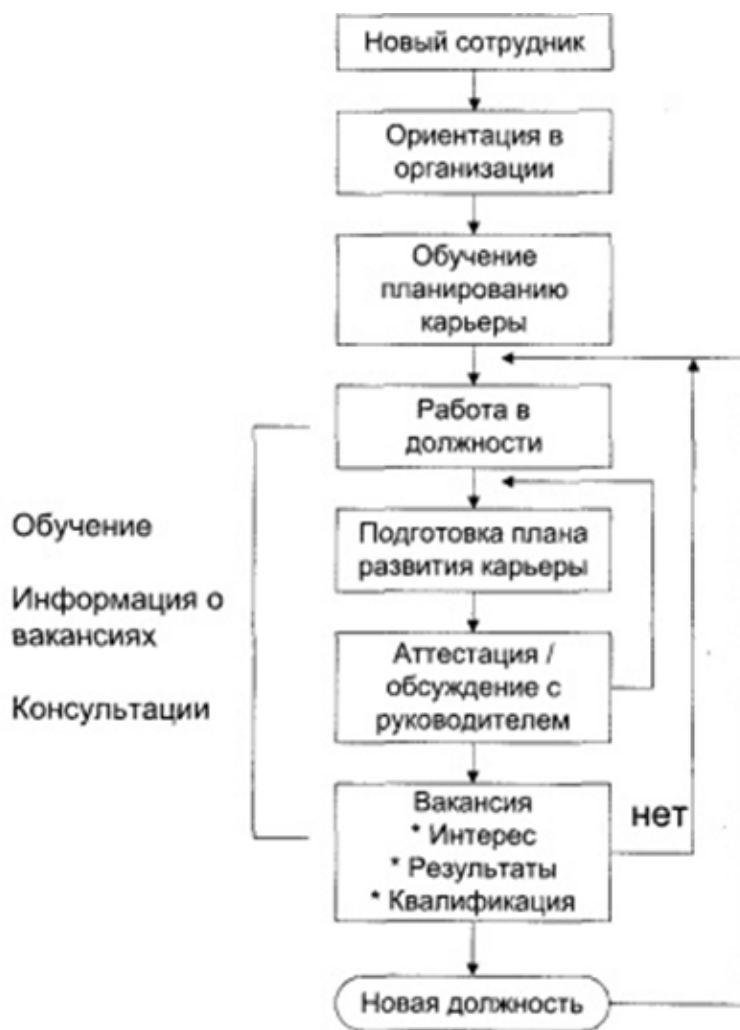 Новый сотрудник
Ориентация в
организации
Обучение
планированию
карьеры
Работа в
должности
Подготовка плана
развития карьеры
Аттестация /
обсуждение с
руководителем
Вакансия
* Интерес
* Результаты
* Квалификация
нет
Новая должность
Обучение
Информация о
вакансиях
Консультации